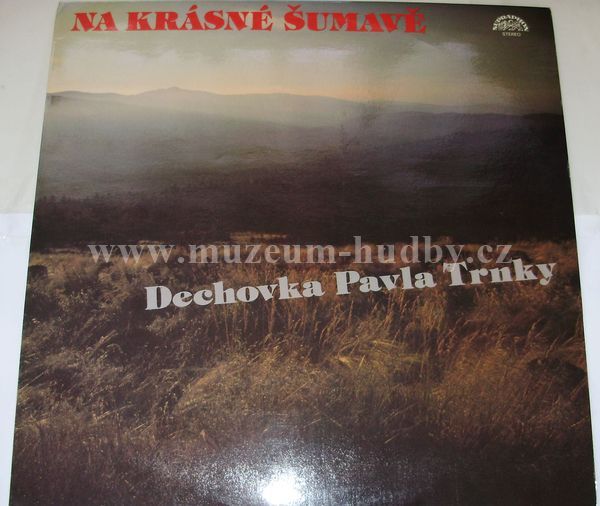 NA KRÁSNÉ ŠUMAVĚ
SUPRAPHON
STEREO
www.muzeum-hudby.cz
Dechovka Pavla Trnky